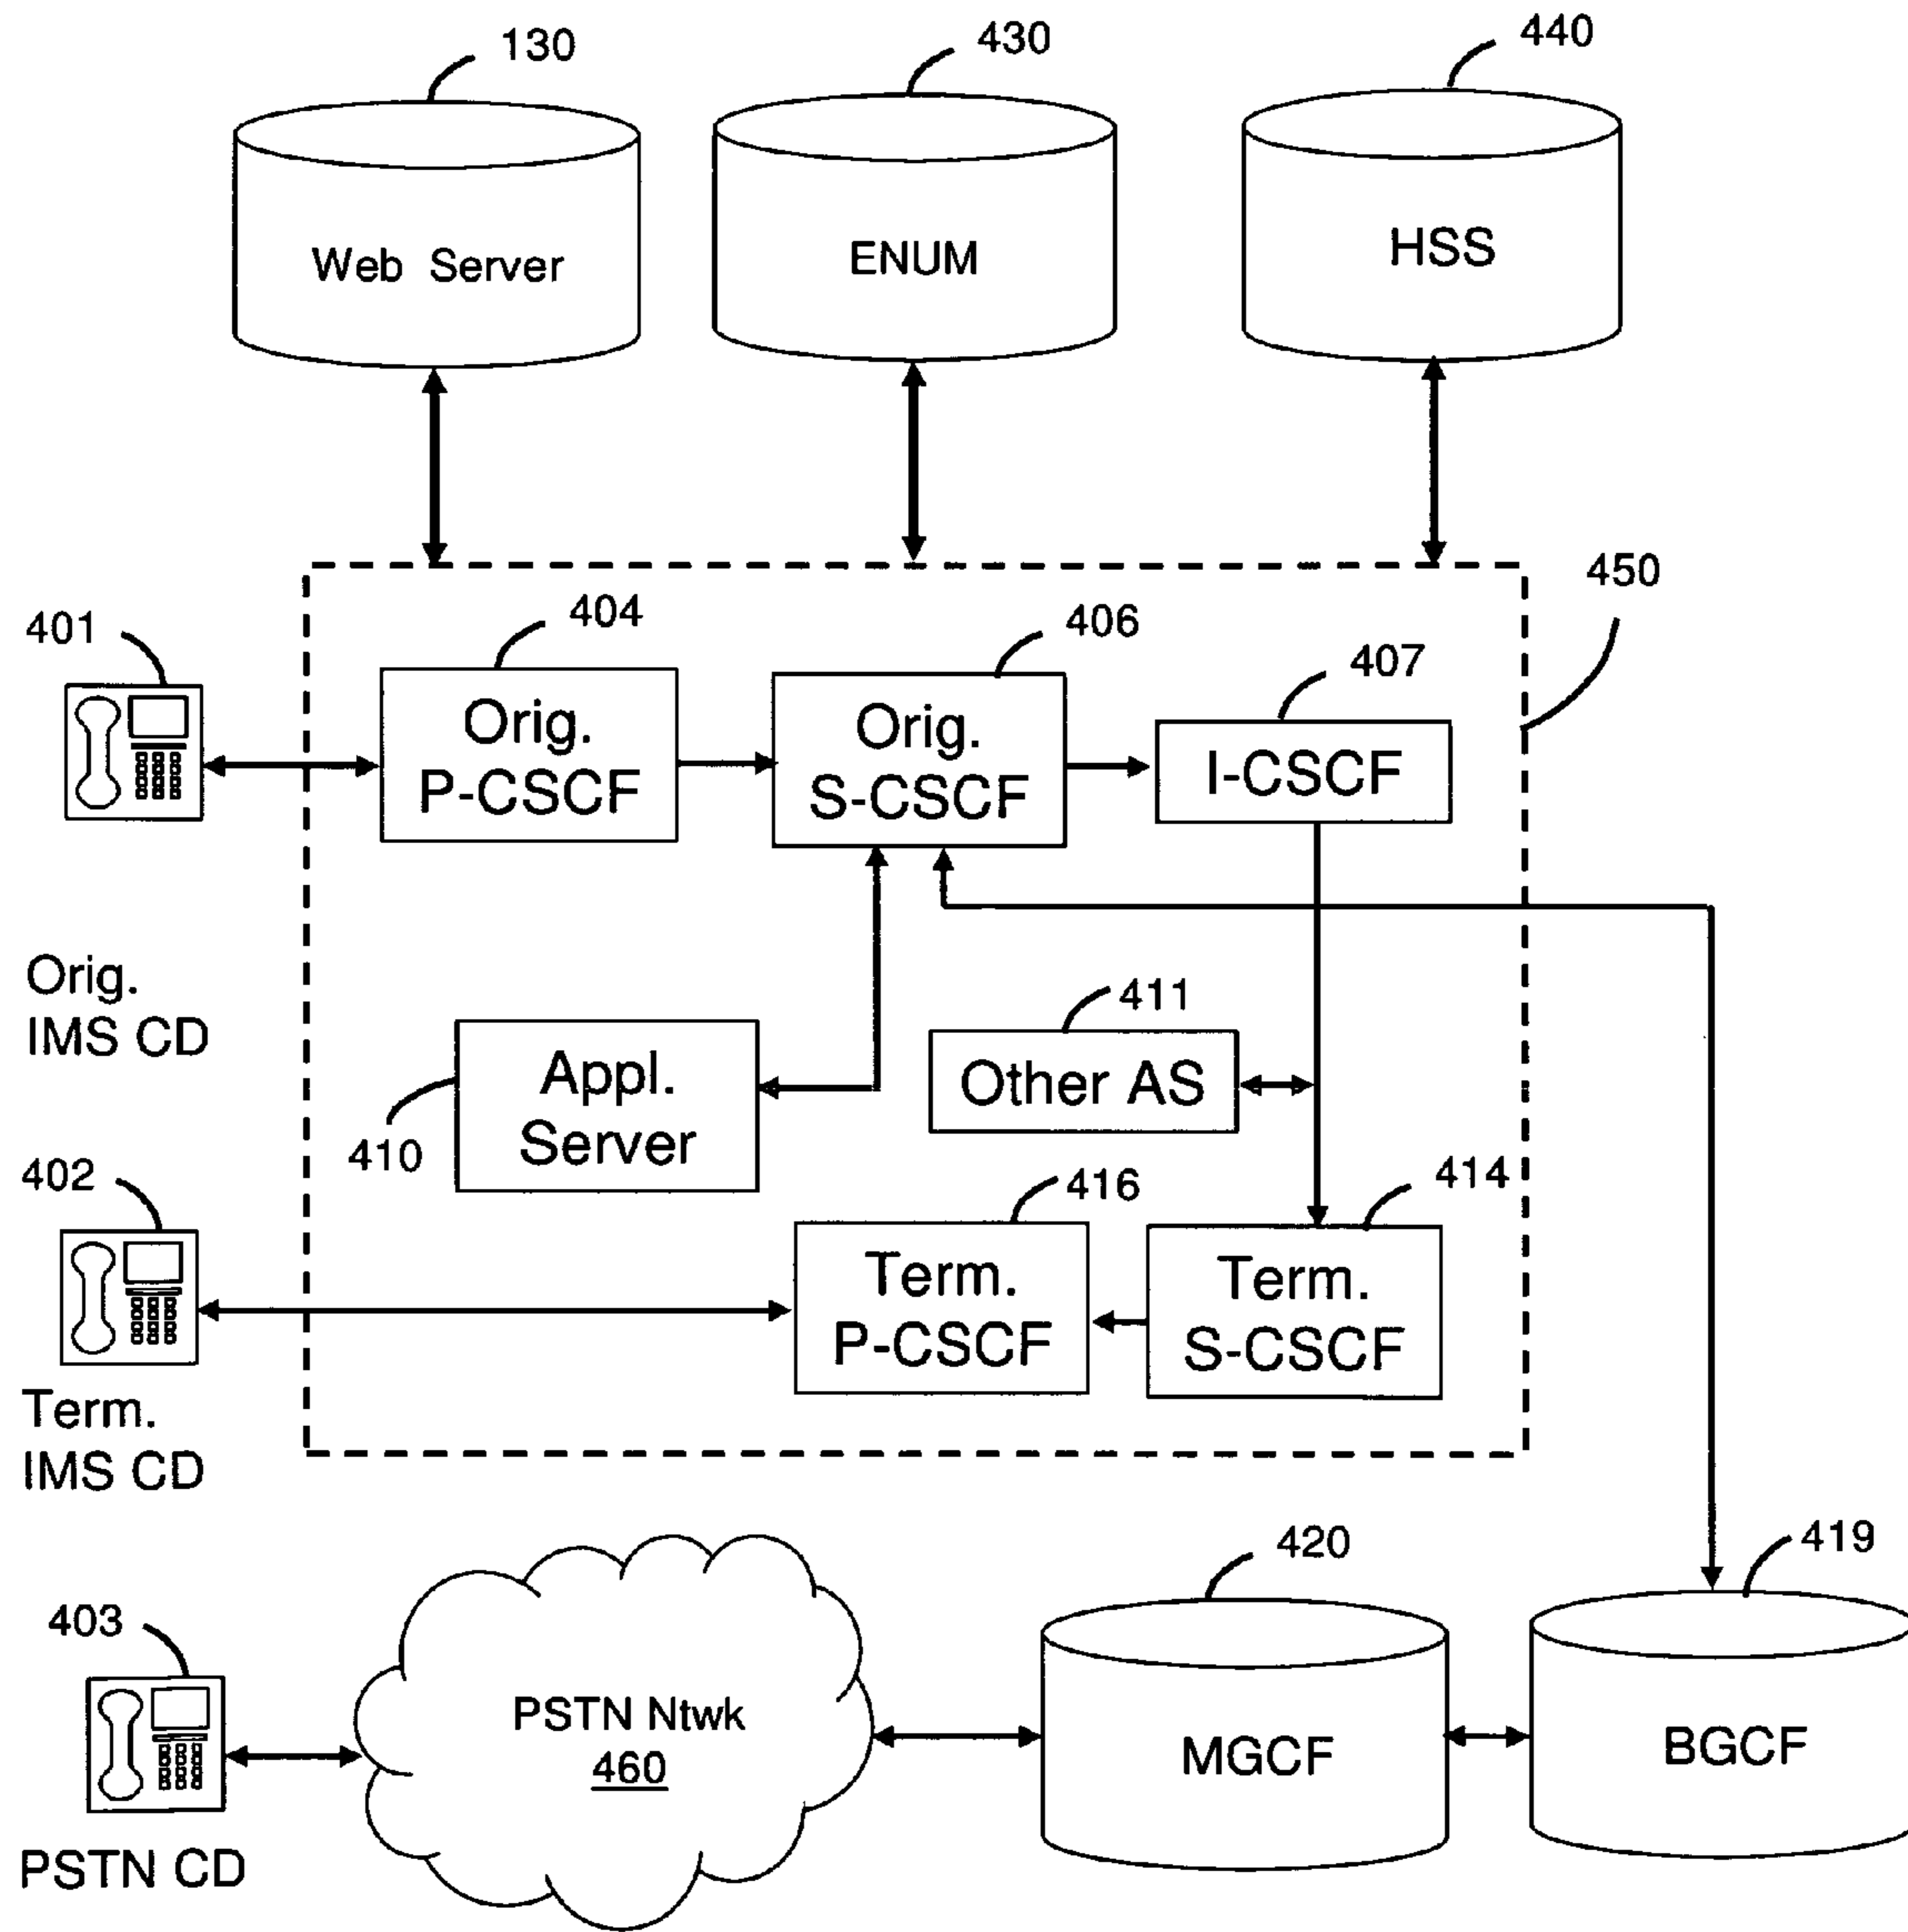 130
430
440
Web Server
ENUM
HSS
450
401
404
406
407
Orig.
P-CSCF
Orig.
S-CSCF
I-CSCF
Orig.
IMS CD
411
Appl.
Server
Other AS
410
402
416
414
Term.
P-CSCF
Term.
S-CSCF
Term.
IMS CD
420
419
403
PSTN Ntwk
460
MGCF
BGCF
PSTN CD